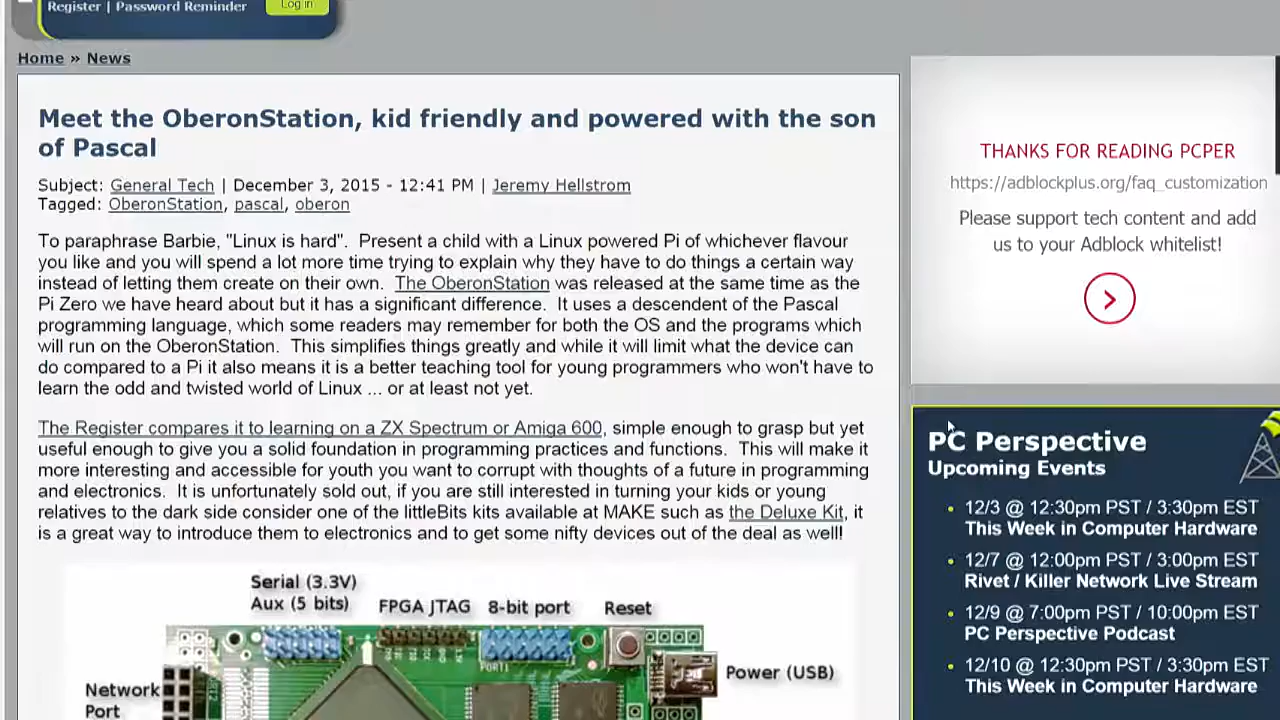 Register | Password Reminder
Log in
Home » News
Meet the OberonStation, kid friendly and powered with the son
of Pascal
Subject: General Tech | December 3, 2015 - 12:41 PM | Jeremy Hellstrom
Tagged: OberonStation, pascal, oberon
To paraphrase Barbie, "Linux is hard". Present a child with a Linux powered Pi of whichever flavour
you like and you will spend a lot more time trying to explain why they have to do things a certain way
instead of letting them create on their own. The OberonStation was released at the same time as the
Pi Zero we have heard about but it has a significant difference. It uses a descendent of the Pascal
programming language, which some readers may remember for both the OS and the programs which
will run on the OberonStation. This simplifies things greatly and while it will limit what the device can
do compared to a Pi it also means it is a better teaching tool for young programmers who won't have to
learn the odd and twisted world of Linux ... or at least not yet.
The Register compares it to learning on a ZX Spectrum or Amiga 600, simple enough to grasp but yet
useful enough to give you a solid foundation in programming practices and functions. This will make it
more interesting and accessible for youth you want to corrupt with thoughts of a future in programming
and electronics. It is unfortunately sold out, if you are still interested in turning your kids or young
relatives to the dark side consider one of the littleBits kits available at MAKE such as the Deluxe Kit, it
is a great way to introduce them to electronics and to get some nifty devices out of the deal as well!
Serial (3.3V)
Aux (5 bits)
FPGA JTAG
8-bit port
Reset
PORT1
Power (USB)
Network
Port
THANKS FOR READING PCPER
https://adblockplus.org/faq_customization
Please support tech content and add
us to your Adblock whitelist!
PC Perspective
Upcoming Events
12/3 @ 12:30pm PST / 3:30pm EST
This Week in Computer Hardware
12/7 @ 12:00pm PST / 3:00pm EST
Rivet / Killer Network Live Stream
12/9 @ 7:00pm PST / 10:00pm EST
PC Perspective Podcast
12/10 @ 12:30pm PST / 3:30pm EST
This Week in Computer Hardware